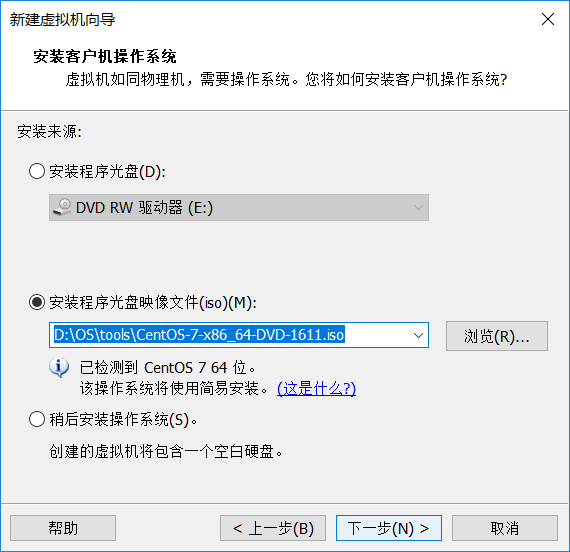 新建虚拟机向导
安装客户机操作系统
虚拟机如同物理机，需要操作系统。您将如何安装客户机操作系统?
安装来源:
安装程序光盘(D):
DVD RW 驱动器 (E:)
安装程序光盘映像文件(iso)(M):
D:\OS\tools\CentOS-7-x86_64-DVD-1611.iso
浏览(R)...
已检测到 CentOS 7 64 位。
该操作系统将使用简易安装。 (这是什么?)
稍后安装操作系统(S)。
创建的虚拟机将包含一个空白硬盘。
帮助
< 上一步(B)
下一步(N) >
取消